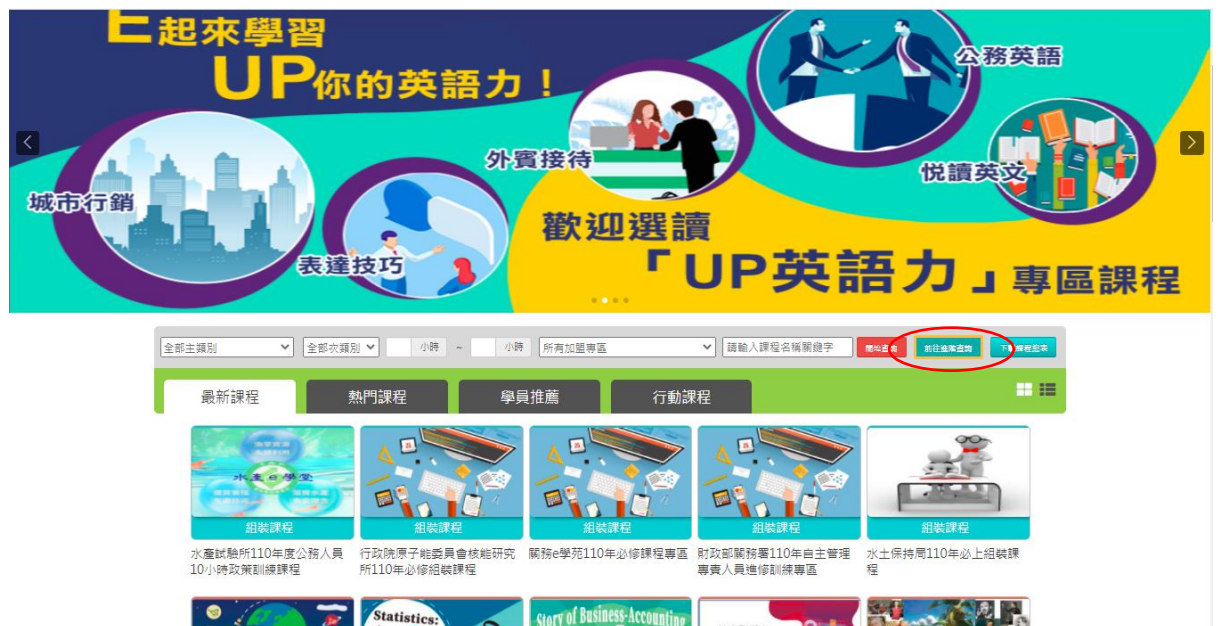 E起來學習
UP你的英語力！
公務英語
外賓接待
悅讀英文
城市行銷
表達技巧
歡迎選讀
「UP英語力」專區課程
全部主類別 全部次類別 小時 ~ 小時 所有加盟專區 請輸入課程名稱關鍵字 開始查詢 前往進階查詢 下載課程型表
最新課程 熱門課程 學員推薦 行動課程
水產e學堂
組裝課程 組裝課程 組裝課程 組裝課程 組裝課程
水產試驗所110年度公務人員 行政院原子能委員會核能研究 關務e學苑110年必修課程專區 財政部關務署110年自主管理 水土保持局110年必上組裝課
10小時政策訓練課程 所110年必修組裝課程 專責人員進修訓練專區 程
Statistics: Story of Business-Accounting